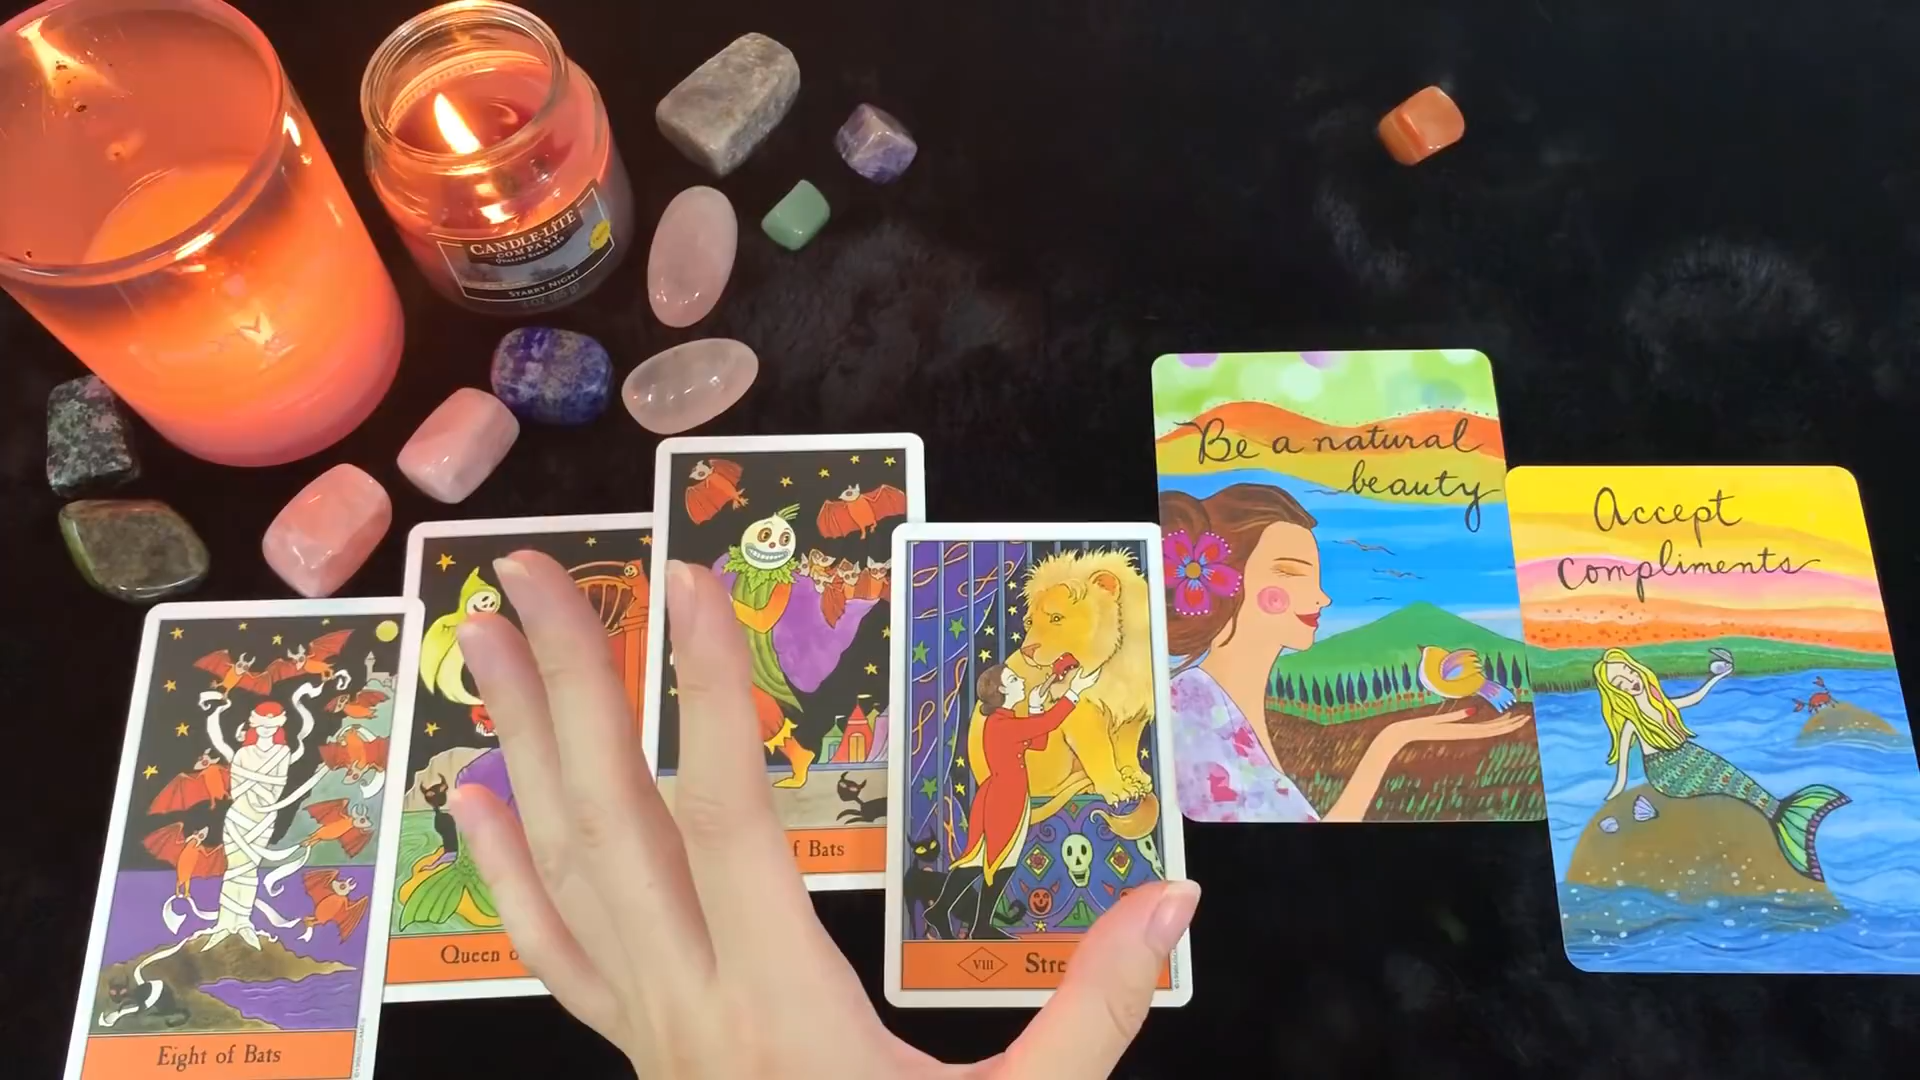 CANDLE-LITE
COMPANY
STARRY NIGHT
Be a natural
beauty
Accept
compliments
f Bats
Queen o
VIII Stre
Eight of Bats